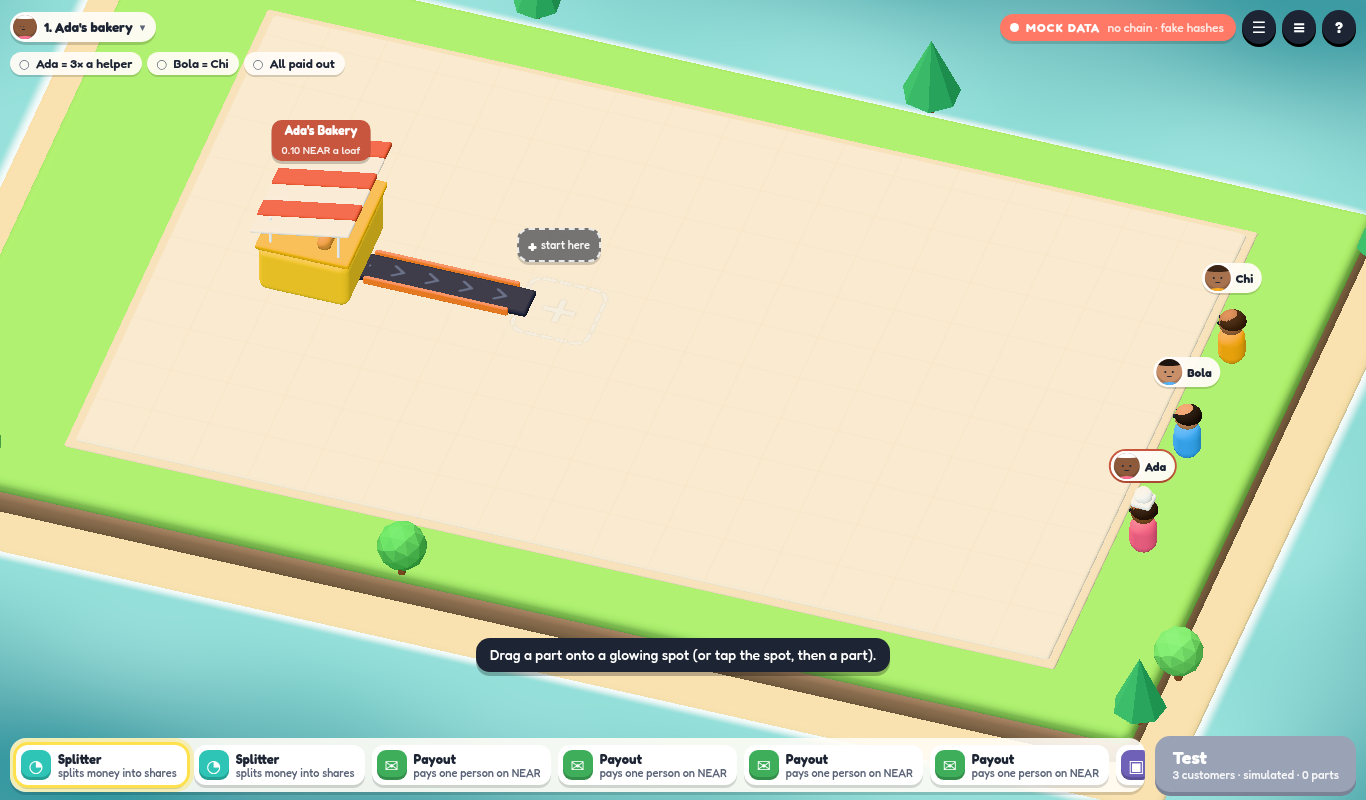 1. Ada's bakery
MOCK DATA no chain · fake hashes
?
Ada = 3× a helper
Bola = Chi
All paid out
Ada's Bakery
0.10 NEAR a loaf
+ start here
Chi
Bola
Ada
Drag a part onto a glowing spot (or tap the spot, then a part).
Splitter
splits money into shares
Splitter
splits money into shares
Payout
pays one person on NEAR
Payout
pays one person on NEAR
Payout
pays one person on NEAR
Payout
pays one person on NEAR
Test
3 customers · simulated · 0 parts